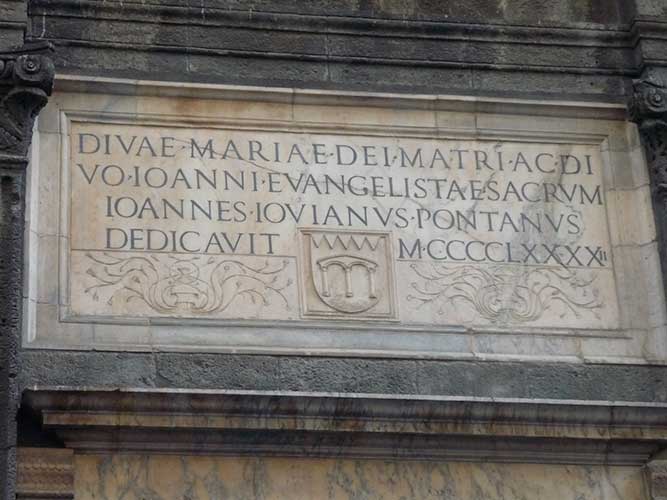 DIVAE·MARIAE·DEI·MATRI·AC·DI
VO·IOANNI·EVANGELISTAE·SACRVM
IOANNES·IOVIANVS·PONTANVS
DEDICAVIT M·CCCCLXXXXII